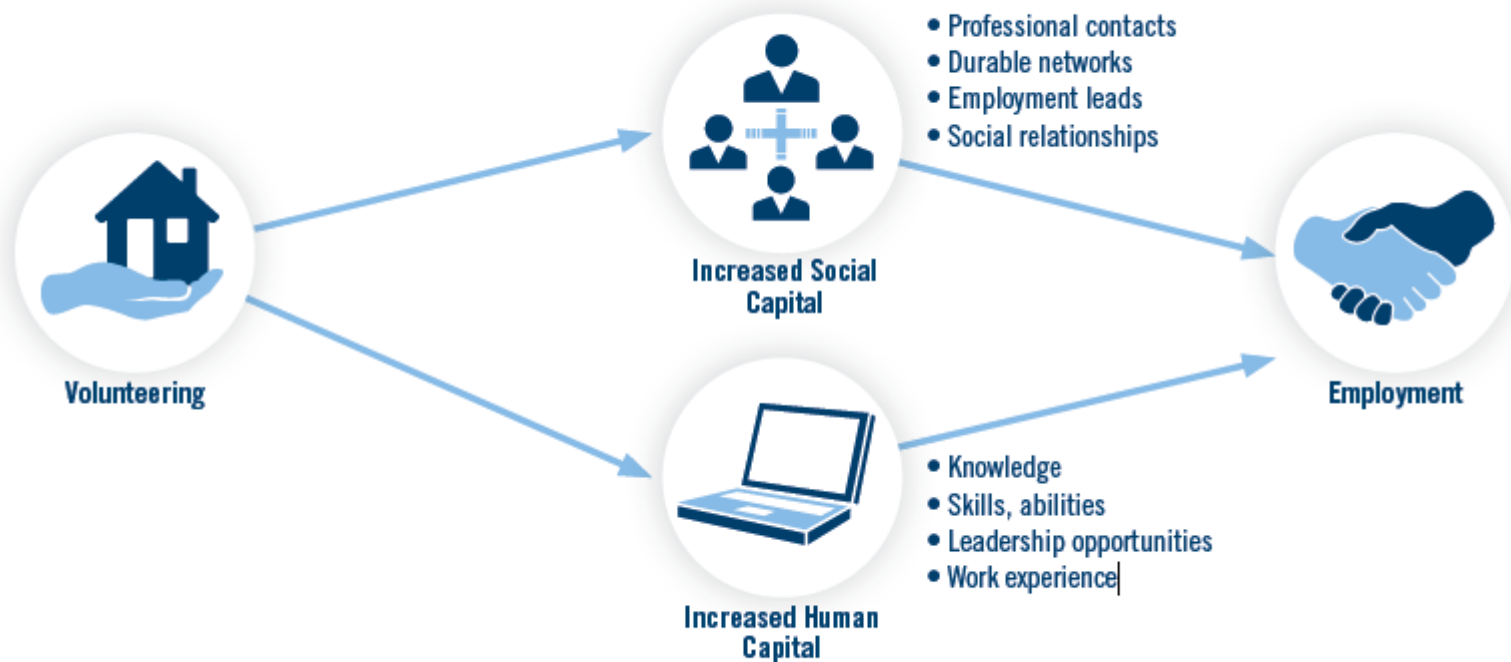 Volunteering
• Professional contacts
• Durable networks
• Employment leads
• Social relationships
Increased Social
Capital
• Knowledge
• Skills, abilities
• Leadership opportunities
• Work experience
Increased Human
Capital
Employment